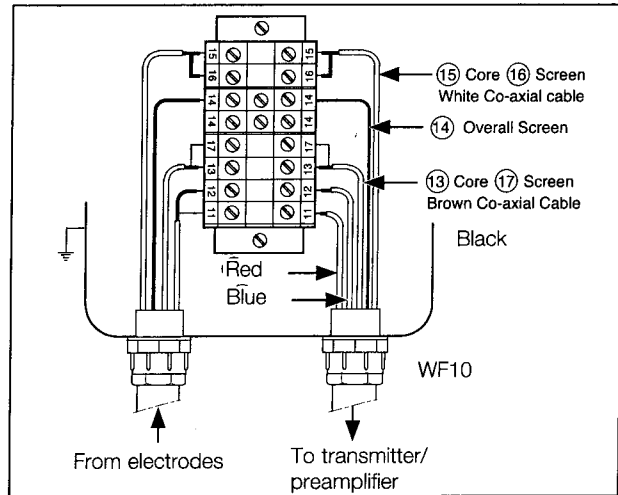 15 15
16 16
⑮ Core ⑯ Screen
White Co-axial cable
14 14
14 14
⑭ Overall Screen
17 17
13 13
⑬ Core ⑰ Screen
Brown Co-axial Cable
12 12
11 11
Black
Red
Blue
WF10
From electrodes
To transmitter/
preamplifier